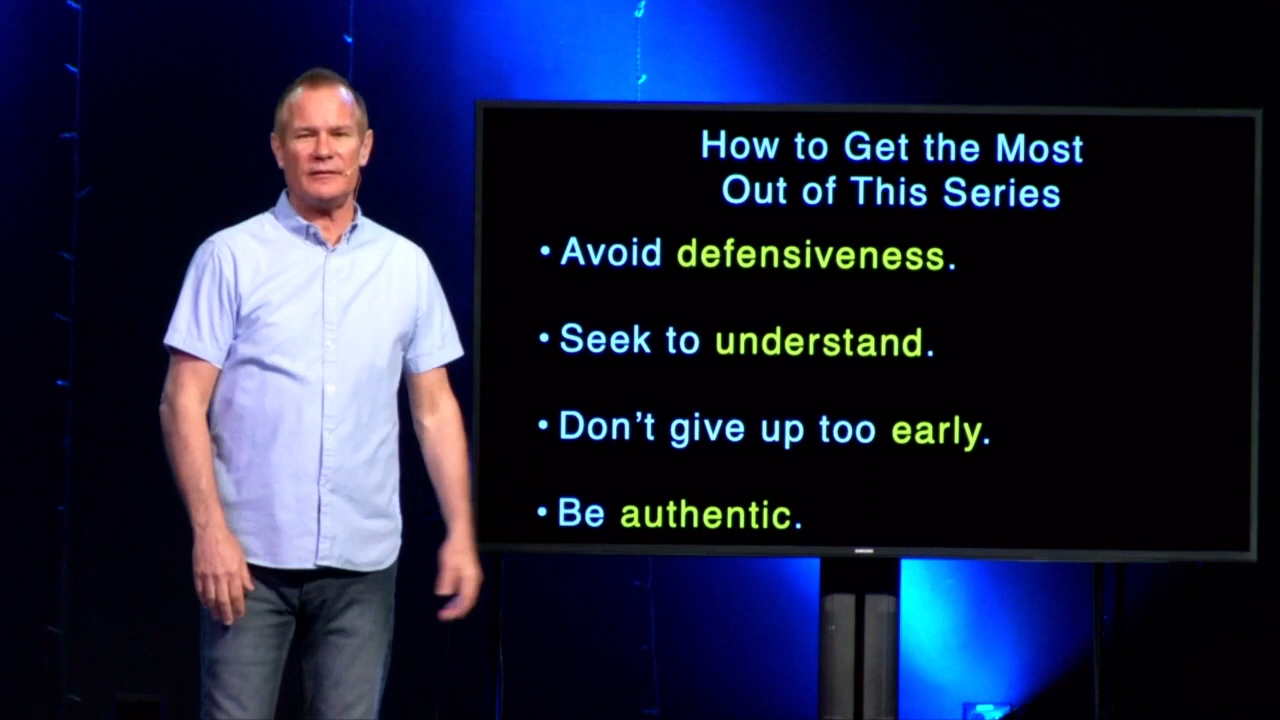 How to Get the Most
Out of This Series
• Avoid defensiveness.
• Seek to understand.
• Don't give up too early.
• Be authentic.
SAMSUNG